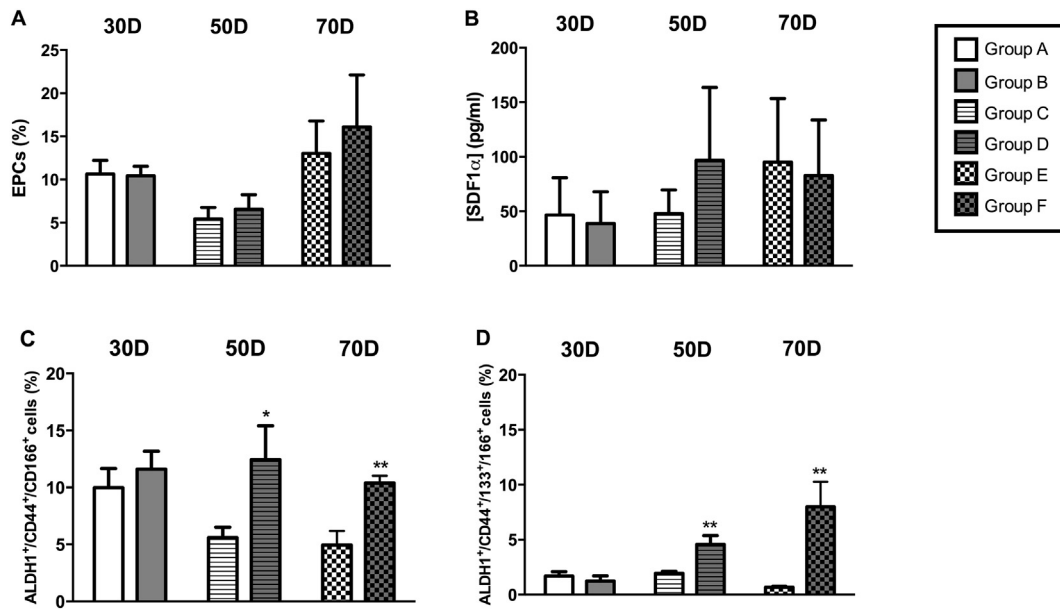 A
30D 50D 70D
EPCs (%)
25
20
15
10
5
0
B
30D 50D 70D
[SDF1α] (pg/ml)
200
150
100
50
0
Group A
Group B
Group C
Group D
Group E
Group F
C
30D 50D 70D
ALDH1⁺/CD44⁺/CD166⁺ cells (%)
20
15
10
5
0
*
**
D
30D 50D 70D
ALDH1⁺/CD44⁺/133⁺/166⁺ cells (%)
20
15
10
5
0
**
**